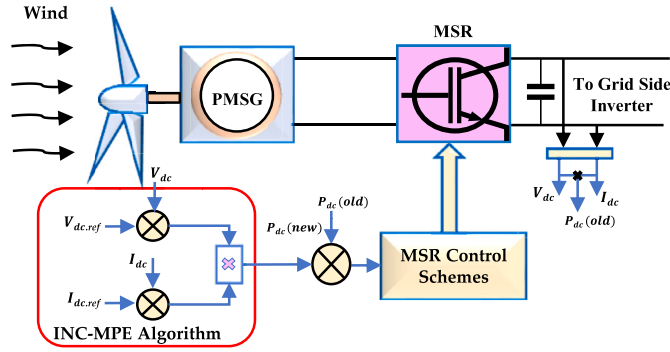 Wind
MSR
PMSG
To Grid Side
Inverter
V_dc
I_dc
P_dc(old)
V_dc
V_dc.ref
I_dc
I_dc.ref
INC-MPE Algorithm
P_dc(old)
P_dc(new)
MSR Control
Schemes